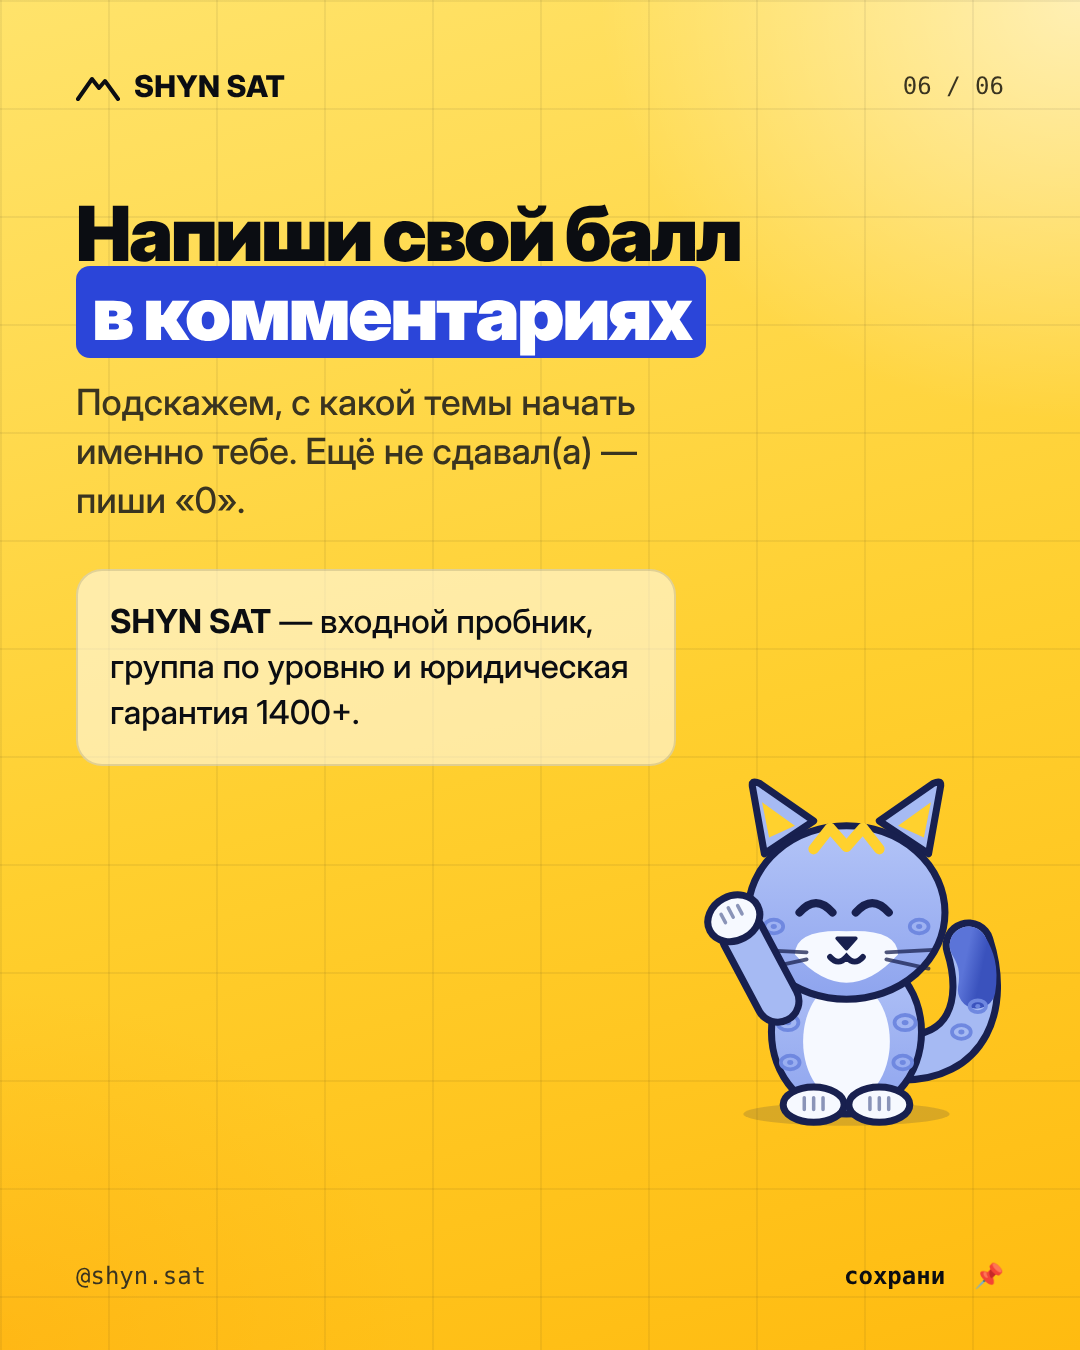 SHYN SAT
06 / 06
Напиши свой балл
в комментариях
Подскажем, с какой темы начать
именно тебе. Ещё не сдавал(а) —
пиши «0».
SHYN SAT — входной пробник,
группа по уровню и юридическая
гарантия 1400+.
@shyn.sat
сохрани 📌